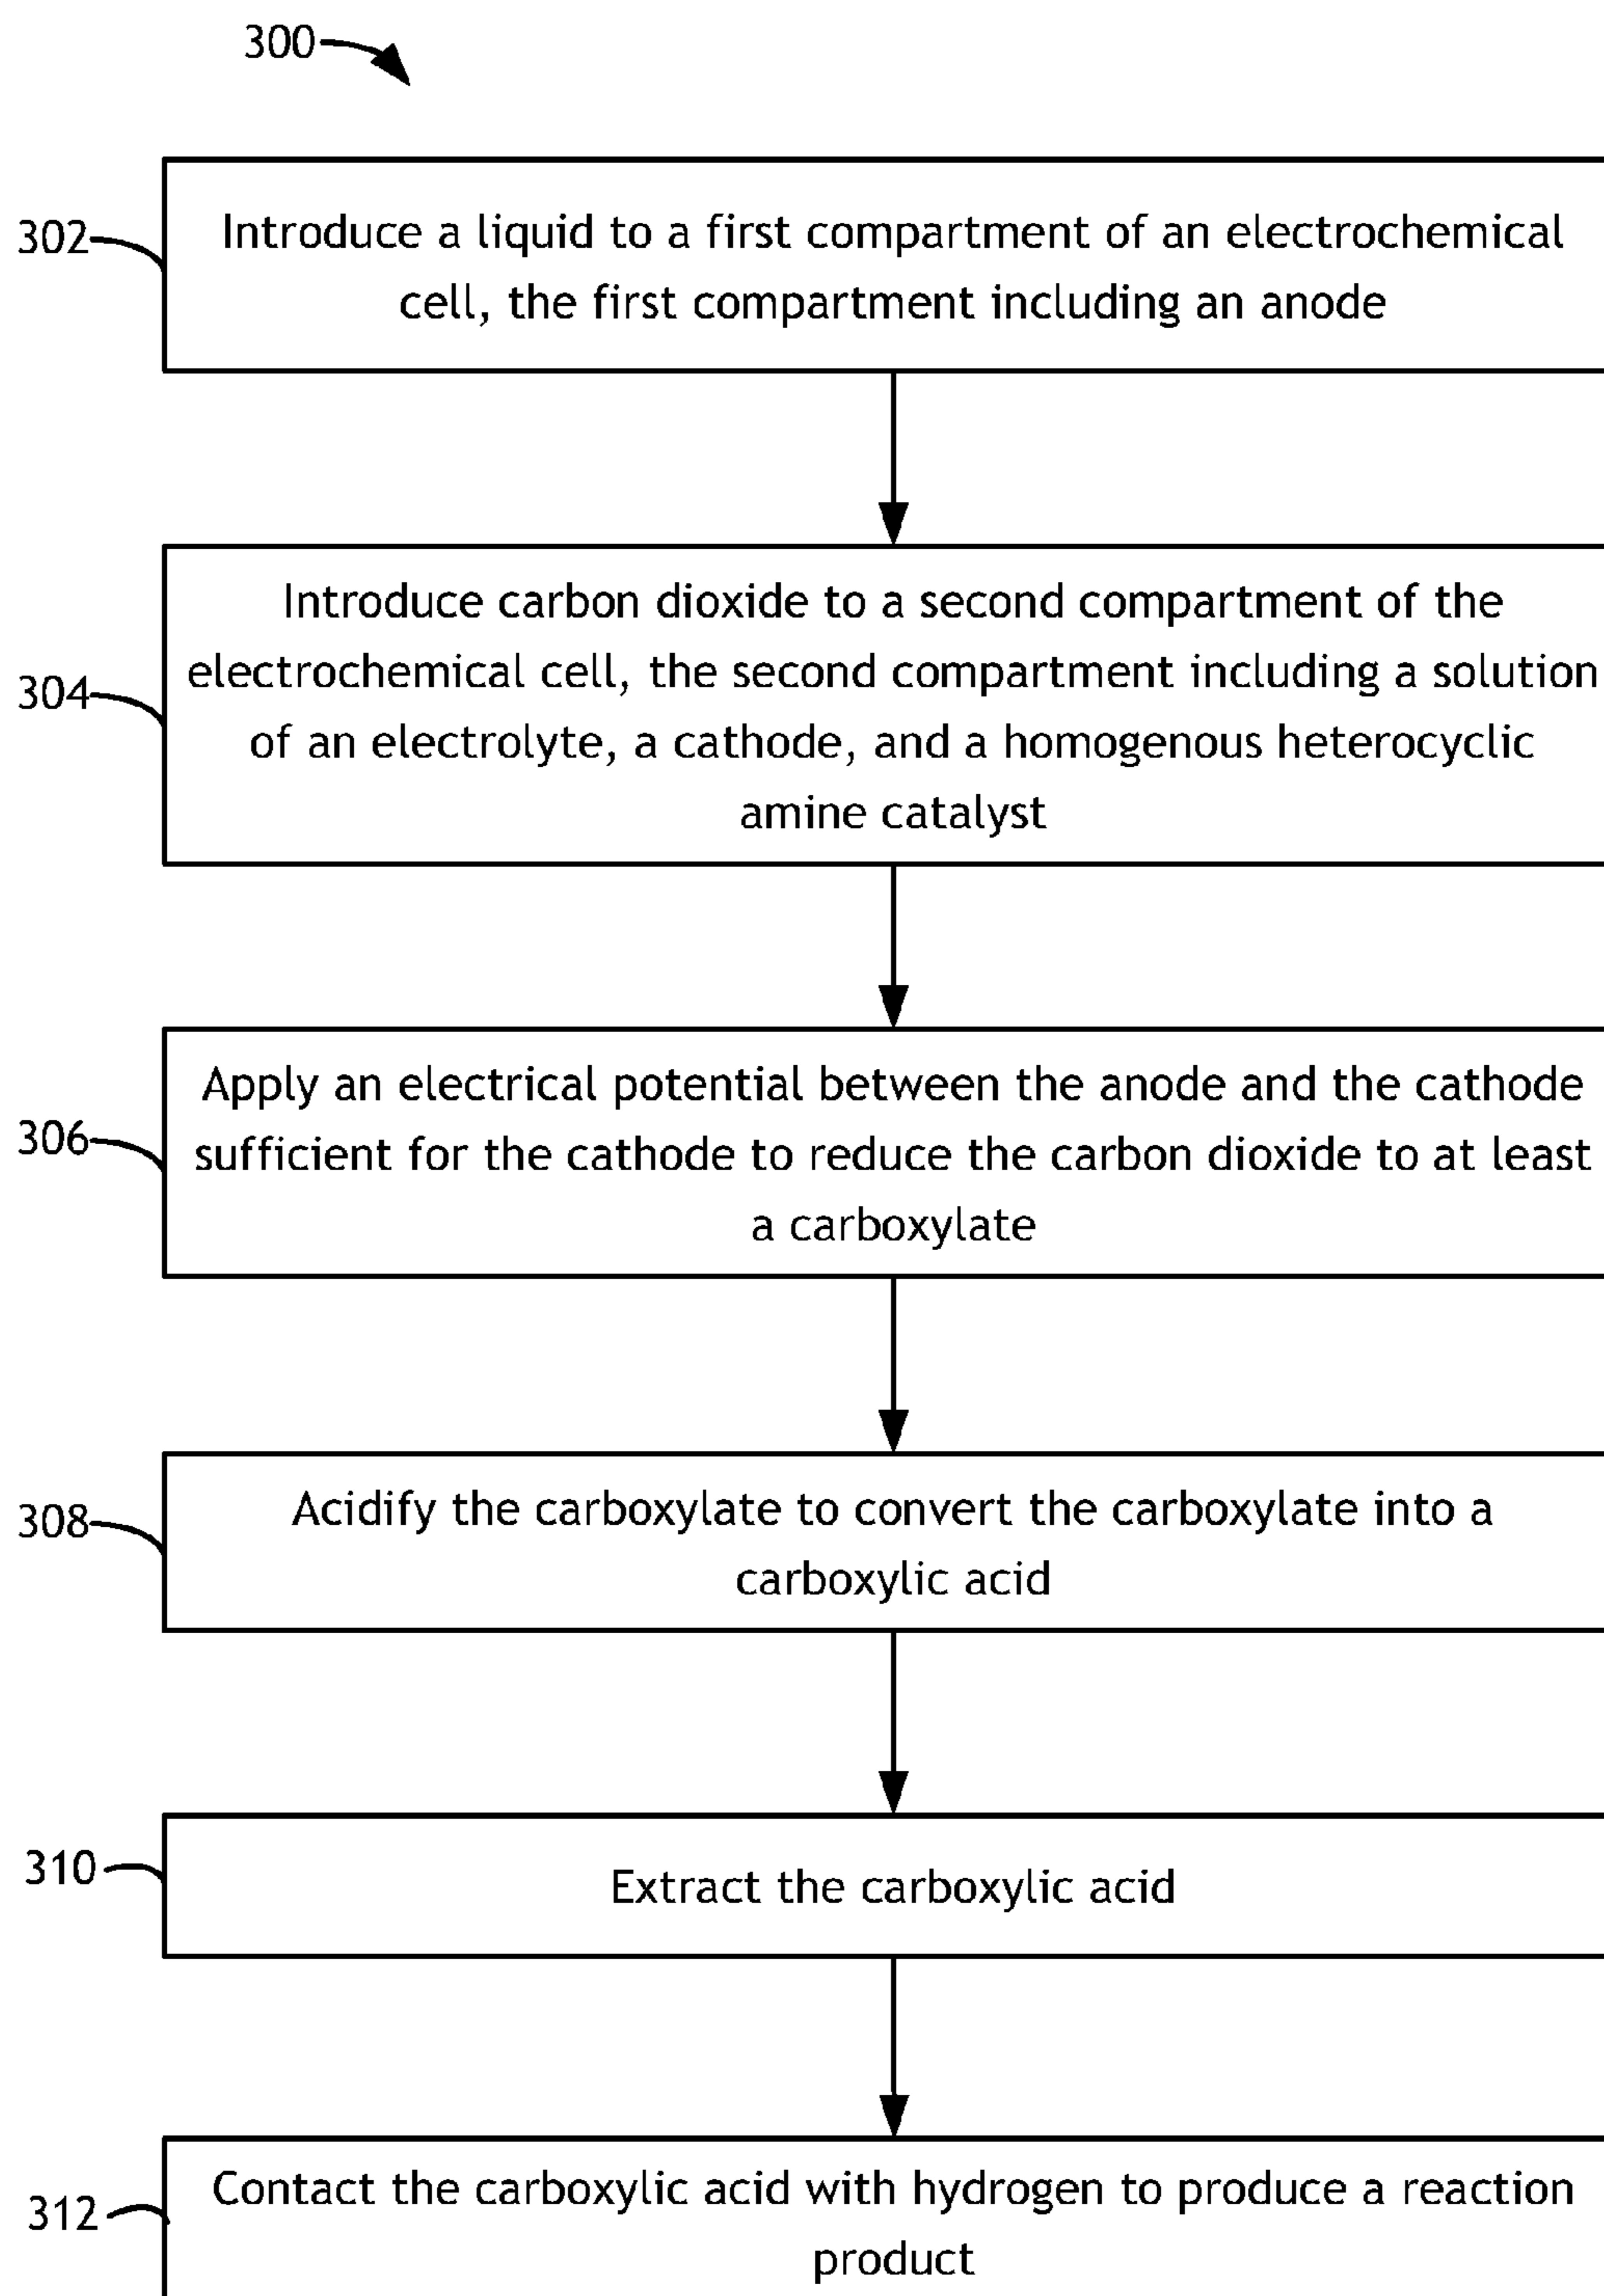 300
302
Introduce a liquid to a first compartment of an electrochemical
cell, the first compartment including an anode
304
Introduce carbon dioxide to a second compartment of the
electrochemical cell, the second compartment including a solution
of an electrolyte, a cathode, and a homogenous heterocyclic
amine catalyst
306
Apply an electrical potential between the anode and the cathode
sufficient for the cathode to reduce the carbon dioxide to at least
a carboxylate
308
Acidify the carboxylate to convert the carboxylate into a
carboxylic acid
310
Extract the carboxylic acid
312
Contact the carboxylic acid with hydrogen to produce a reaction
product